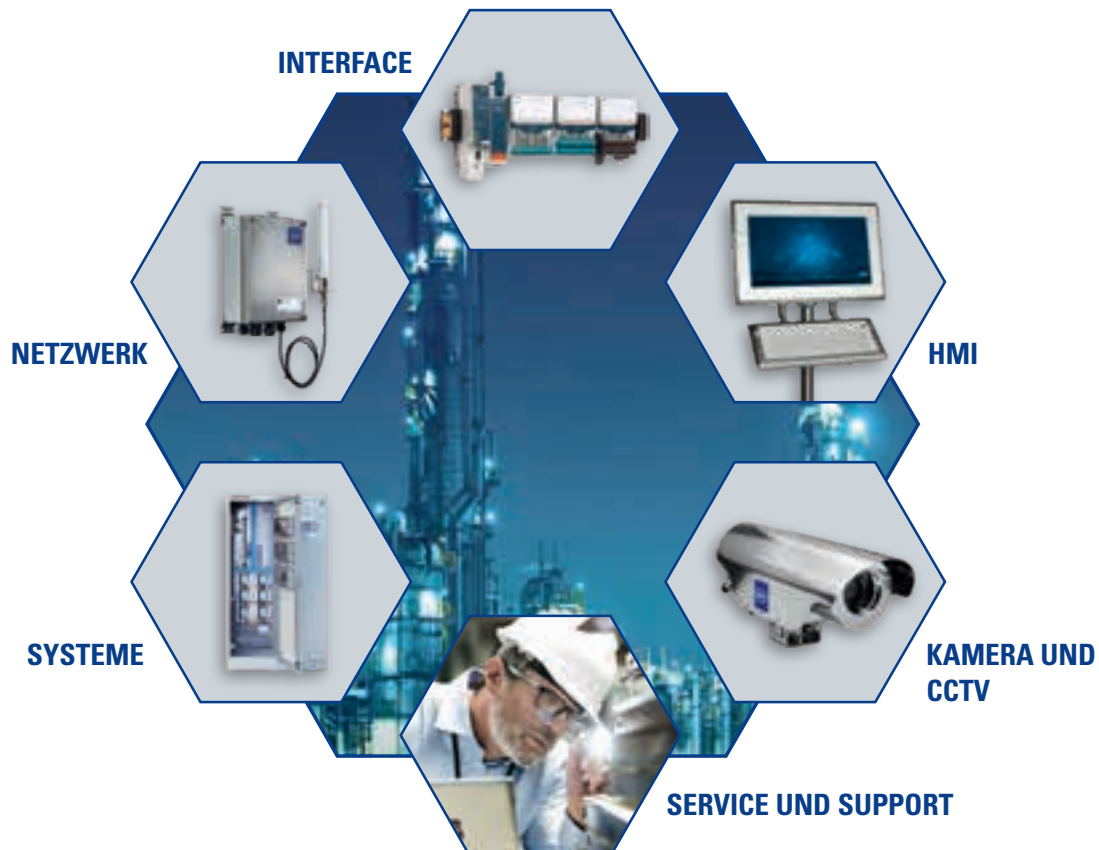 INTERFACE
NETZWERK
HMI
SYSTEME
KAMERA UND
CCTV
SERVICE UND SUPPORT